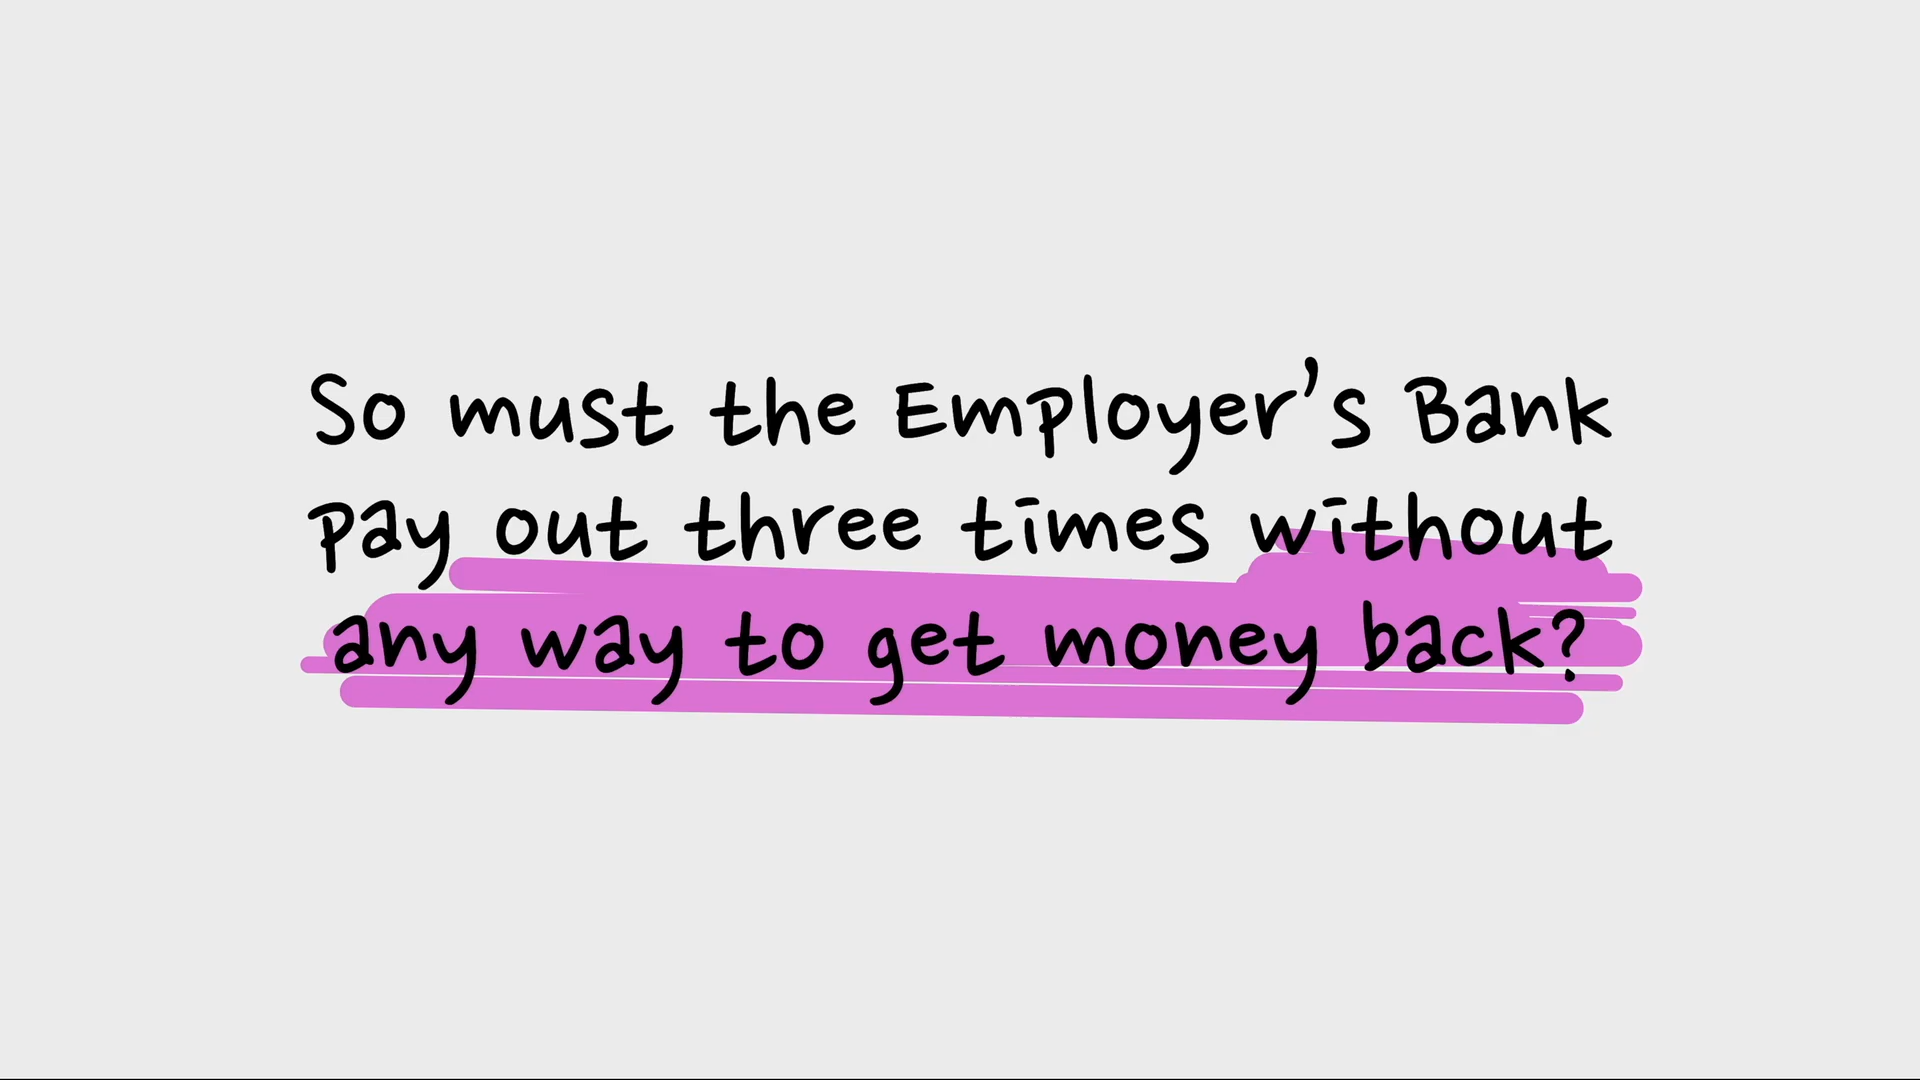 So must the Employer's Bank
pay out three times without
any way to get money back?